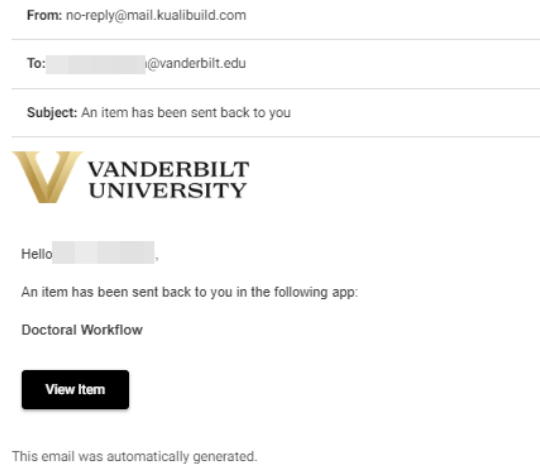 From: no-reply@mail.kualibuild.com
To: @vanderbilt.edu
Subject: An item has been sent back to you
VANDERBILT
UNIVERSITY
Hello ,
An item has been sent back to you in the following app:
Doctoral Workflow
View Item
This email was automatically generated.